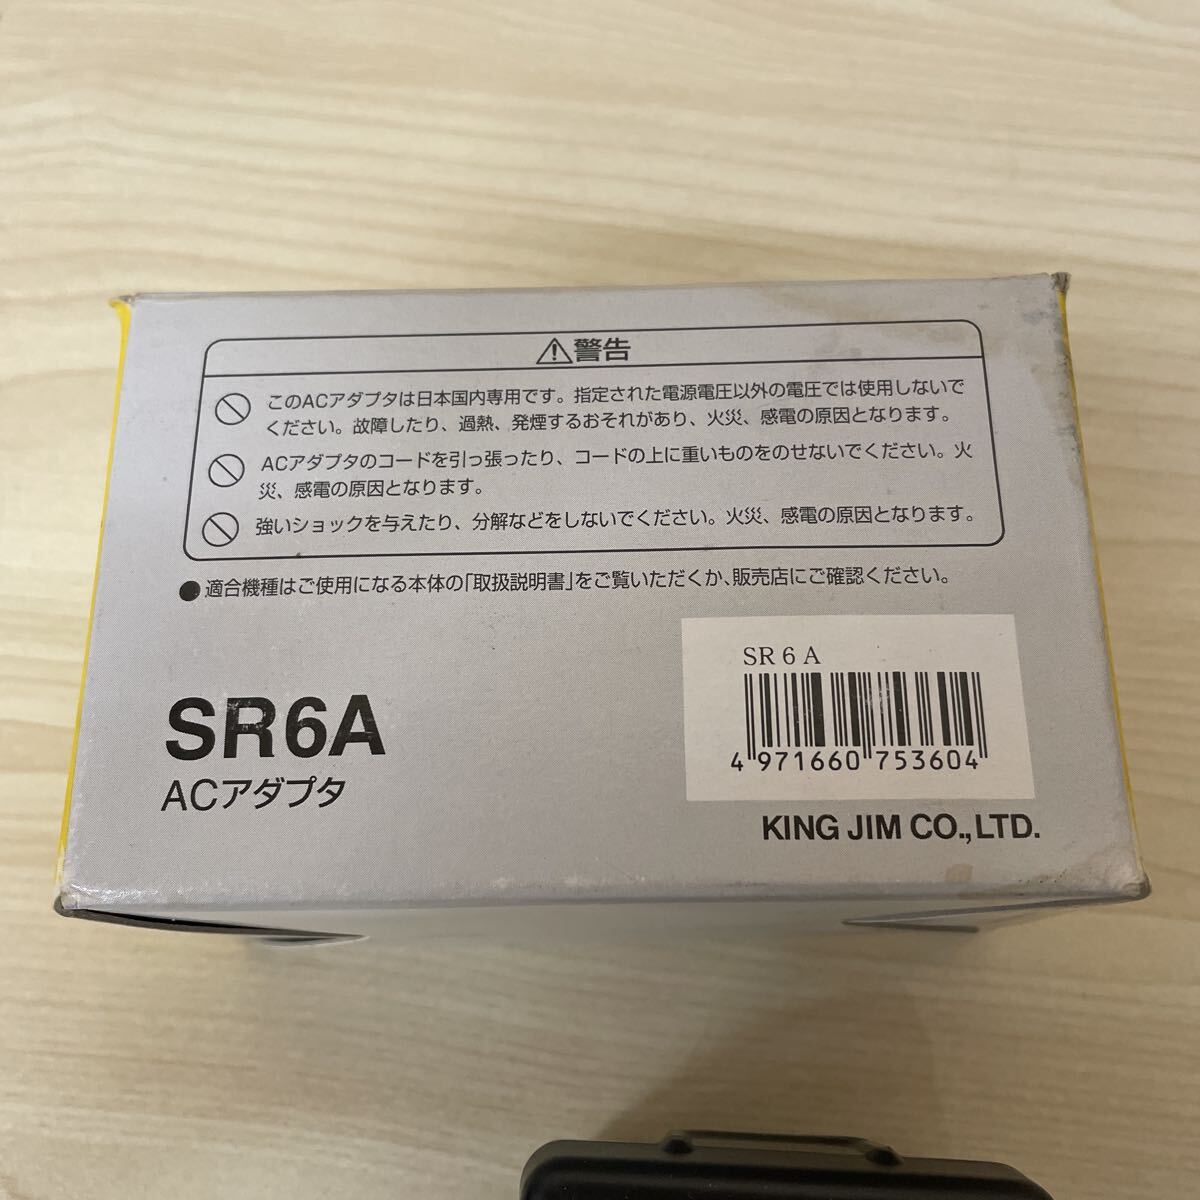 ⚠警告
このACアダプタは日本国内専用です。指定された電源電圧以外の電圧では使用しないで
ください。故障したり、過熱、発煙するおそれがあり、火災、感電の原因となります。
ACアダプタのコードを引っ張ったり、コードの上に重いものをのせないでください。火
災、感電の原因となります。
強いショックを与えたり、分解などをしないでください。火災、感電の原因となります。
●適合機種はご使用になる本体の「取扱説明書」をご覧いただくか、販売店にご確認ください。
SR6A
ACアダプタ
SR6A
4971660753604
KING JIM CO.,LTD.